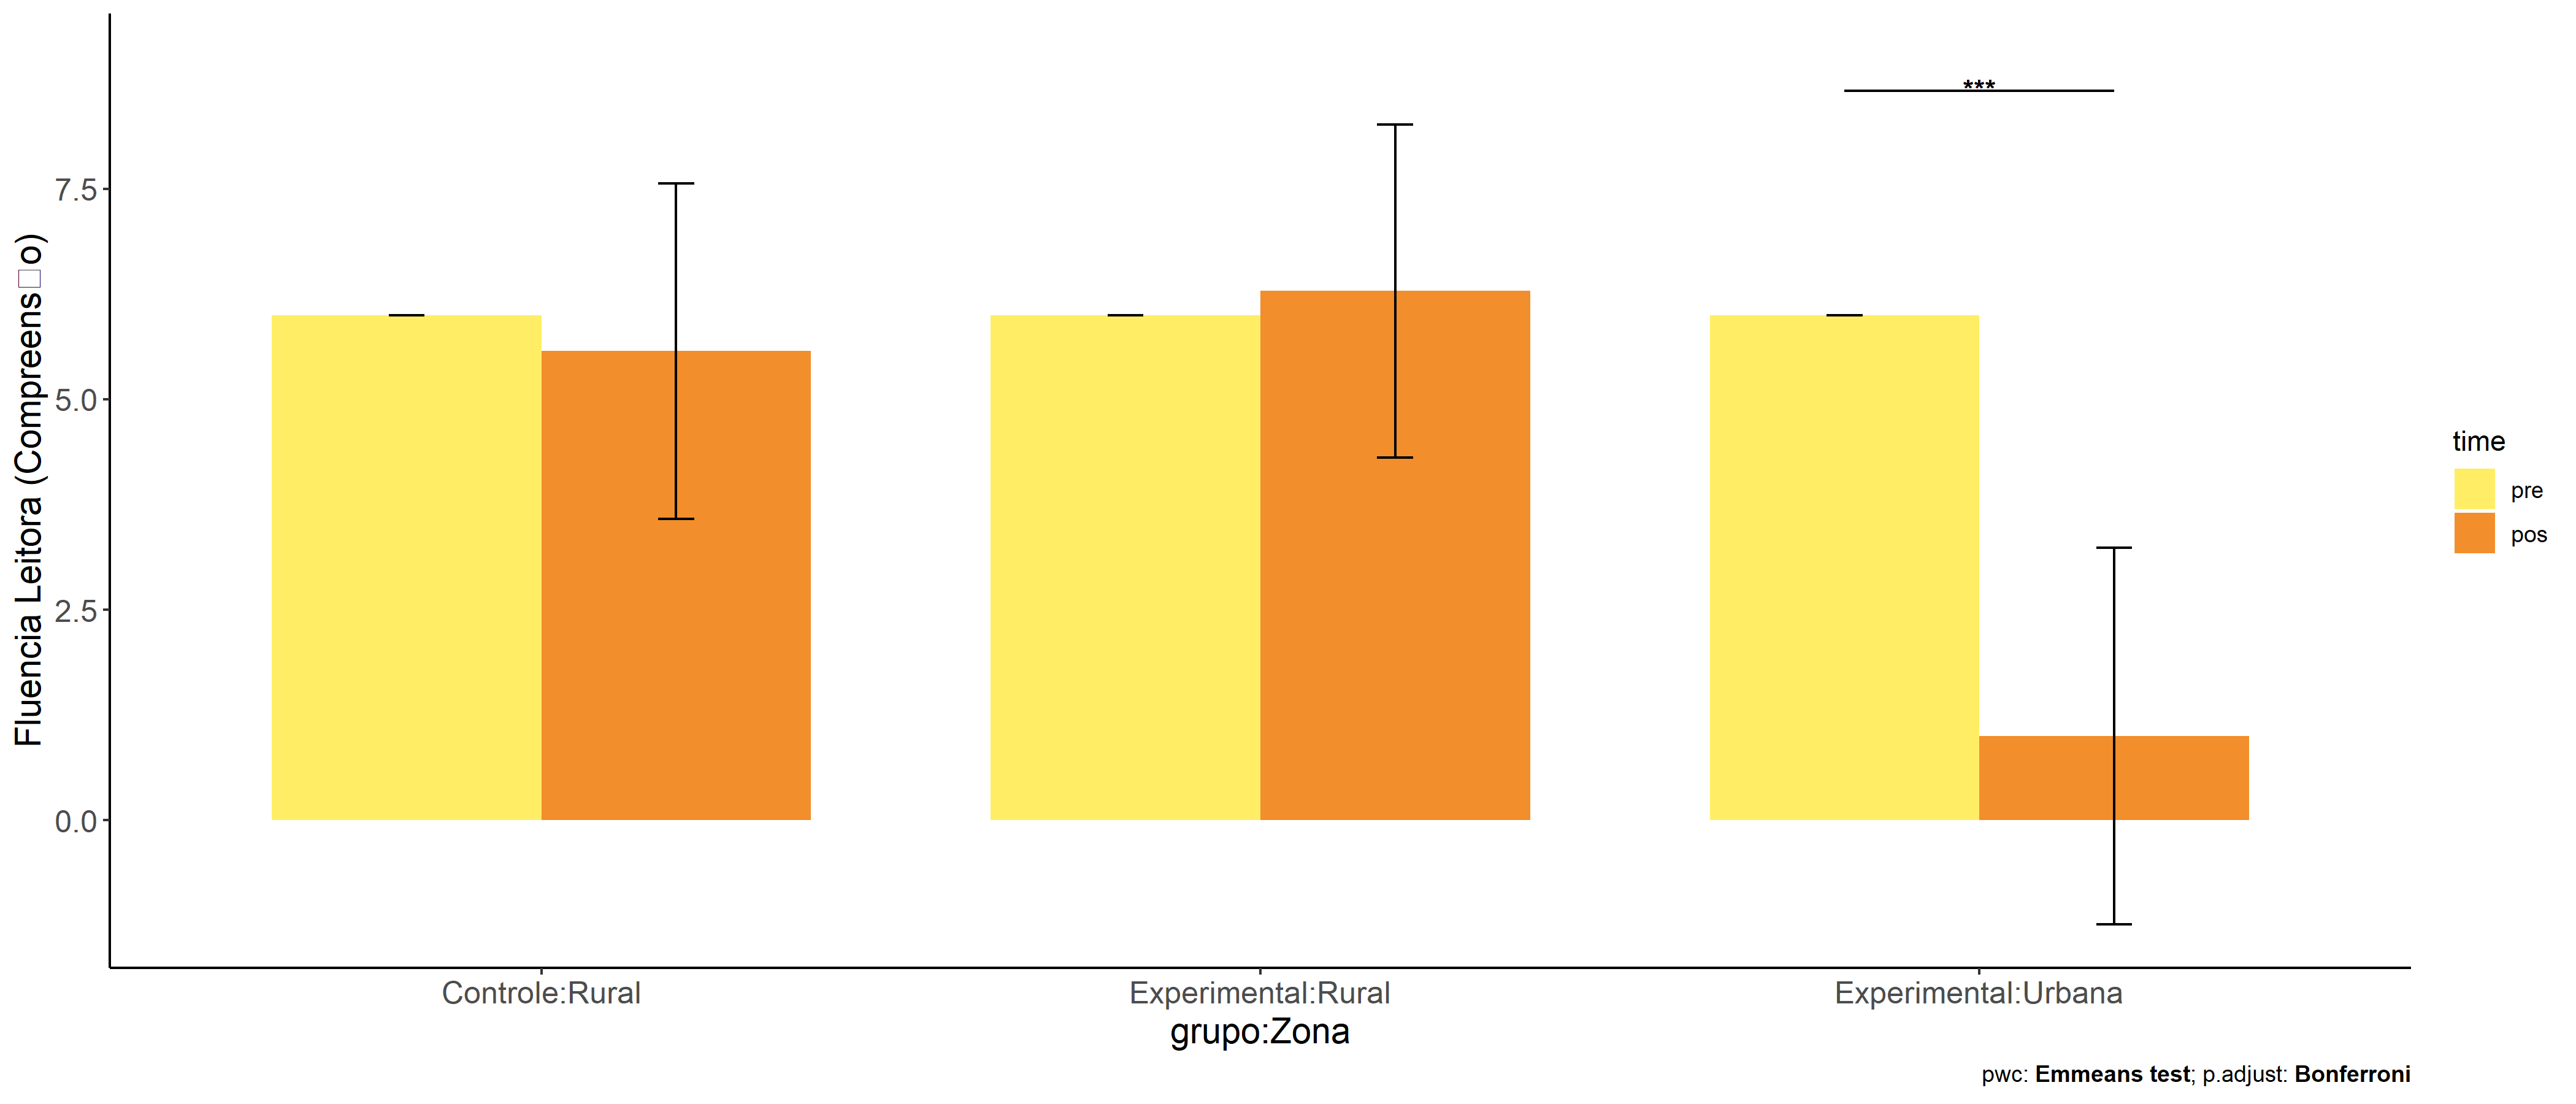 ***
Fluencia Leitora (Compreens□o)
7.5
5.0
2.5
0.0
Controle:Rural
Experimental:Rural
Experimental:Urbana
grupo:Zona
time
pre
pos
pwc: Emmeans test; p.adjust: Bonferroni